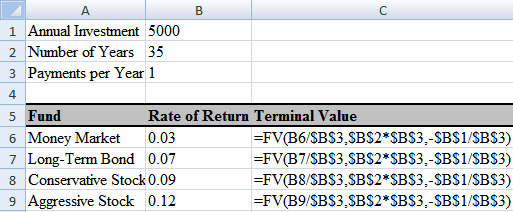 A B C
1 Annual Investment 5000
2 Number of Years 35
3 Payments per Year 1
4
5 Fund Rate of Return Terminal Value
6 Money Market 0.03 =FV(B6/$B$3,$B$2*$B$3,-$B$1/$B$3)
7 Long-Term Bond 0.07 =FV(B7/$B$3,$B$2*$B$3,-$B$1/$B$3)
8 Conservative Stock 0.09 =FV(B8/$B$3,$B$2*$B$3,-$B$1/$B$3)
9 Aggressive Stock 0.12 =FV(B9/$B$3,$B$2*$B$3,-$B$1/$B$3)